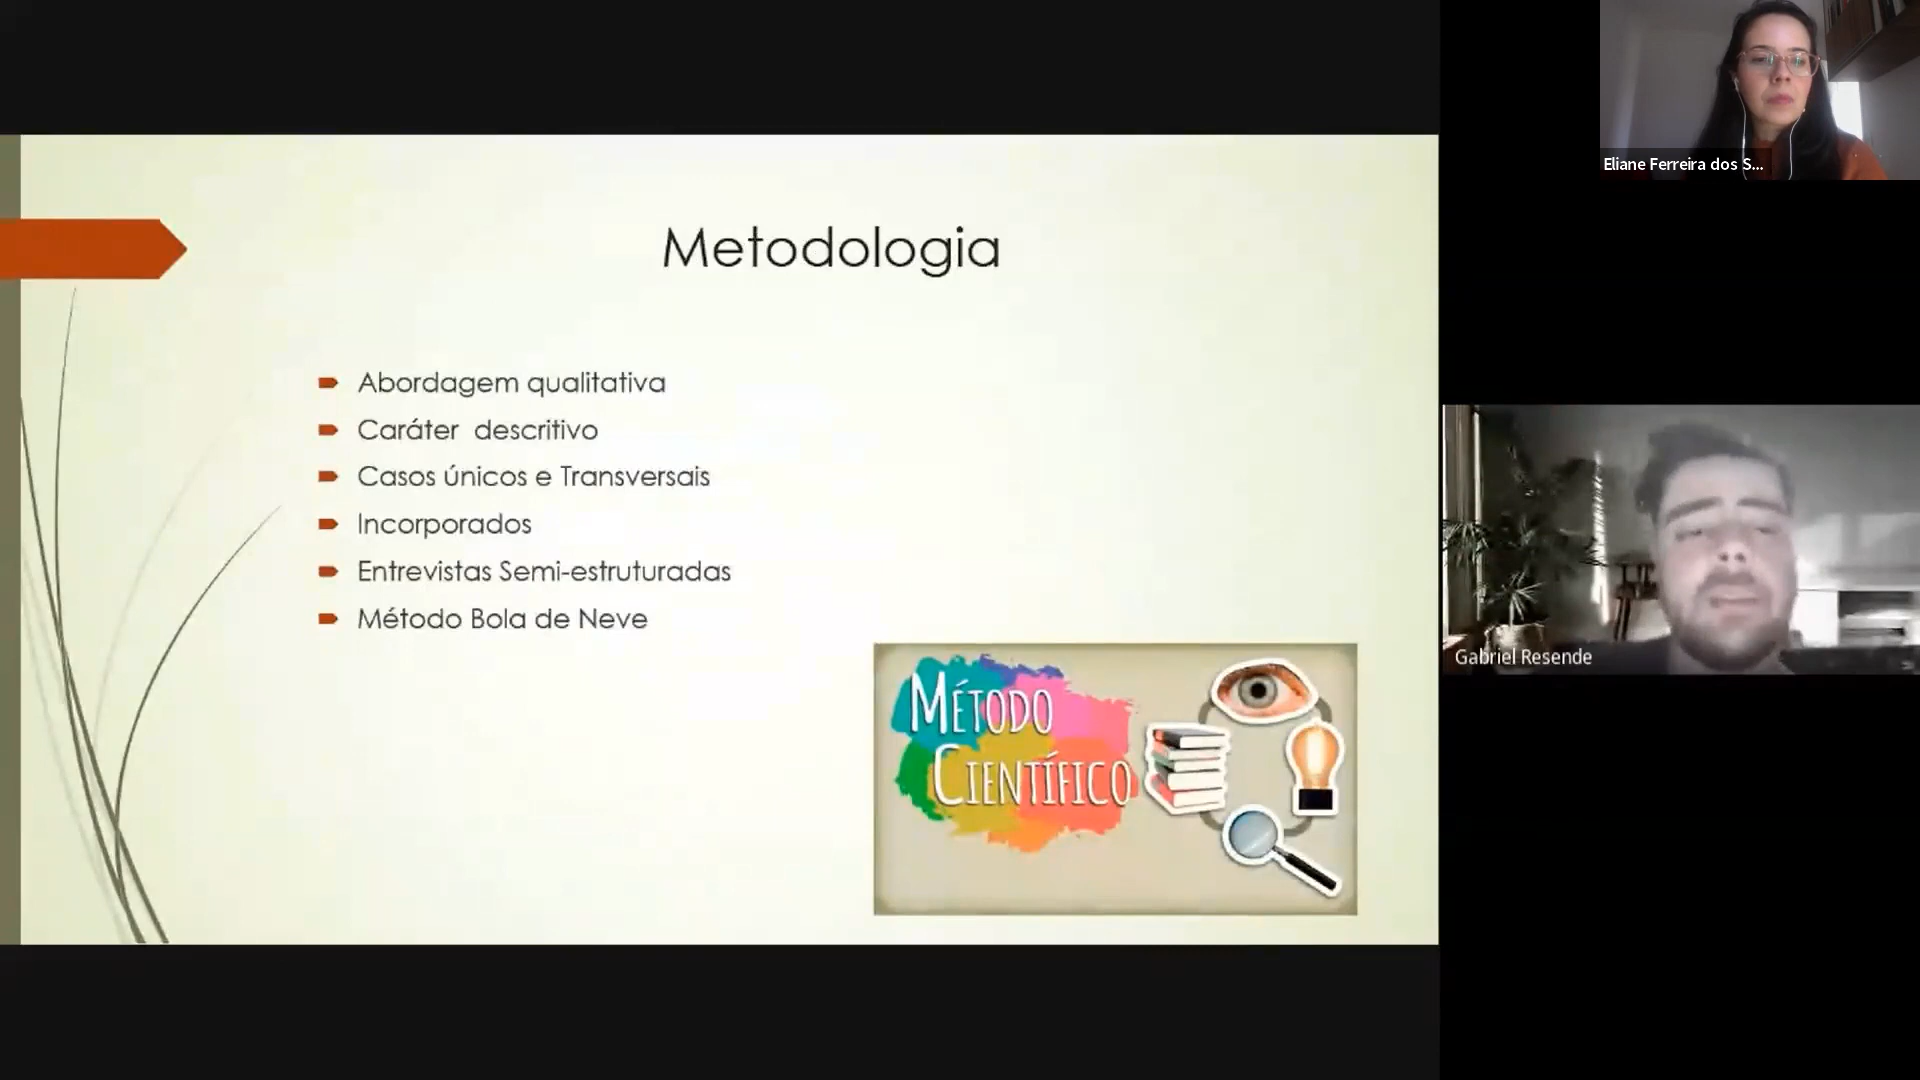 Metodologia
Abordagem qualitativa
Caráter descritivo
Casos únicos e Transversais
Incorporados
Entrevistas Semi-estruturadas
Método Bola de Neve
MÉTODO
CIENTÍFICO
Eliane Ferreira dos S...
Gabriel Resende